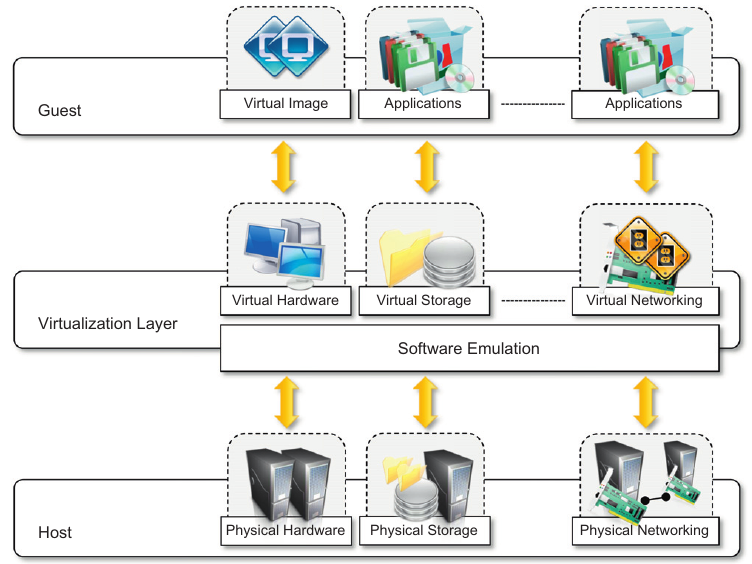 Virtual Image
Applications
Applications
Guest
Virtual Hardware
Virtual Storage
Virtual Networking
Virtualization Layer
Software Emulation
Physical Hardware
Physical Storage
Physical Networking
Host